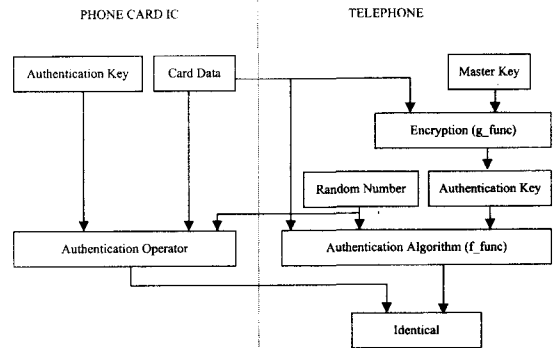 PHONE CARD IC
TELEPHONE
Authentication Key
Card Data
Master Key
Encryption (g_func)
Random Number
Authentication Key
Authentication Operator
Authentication Algorithm (f_func)
Identical